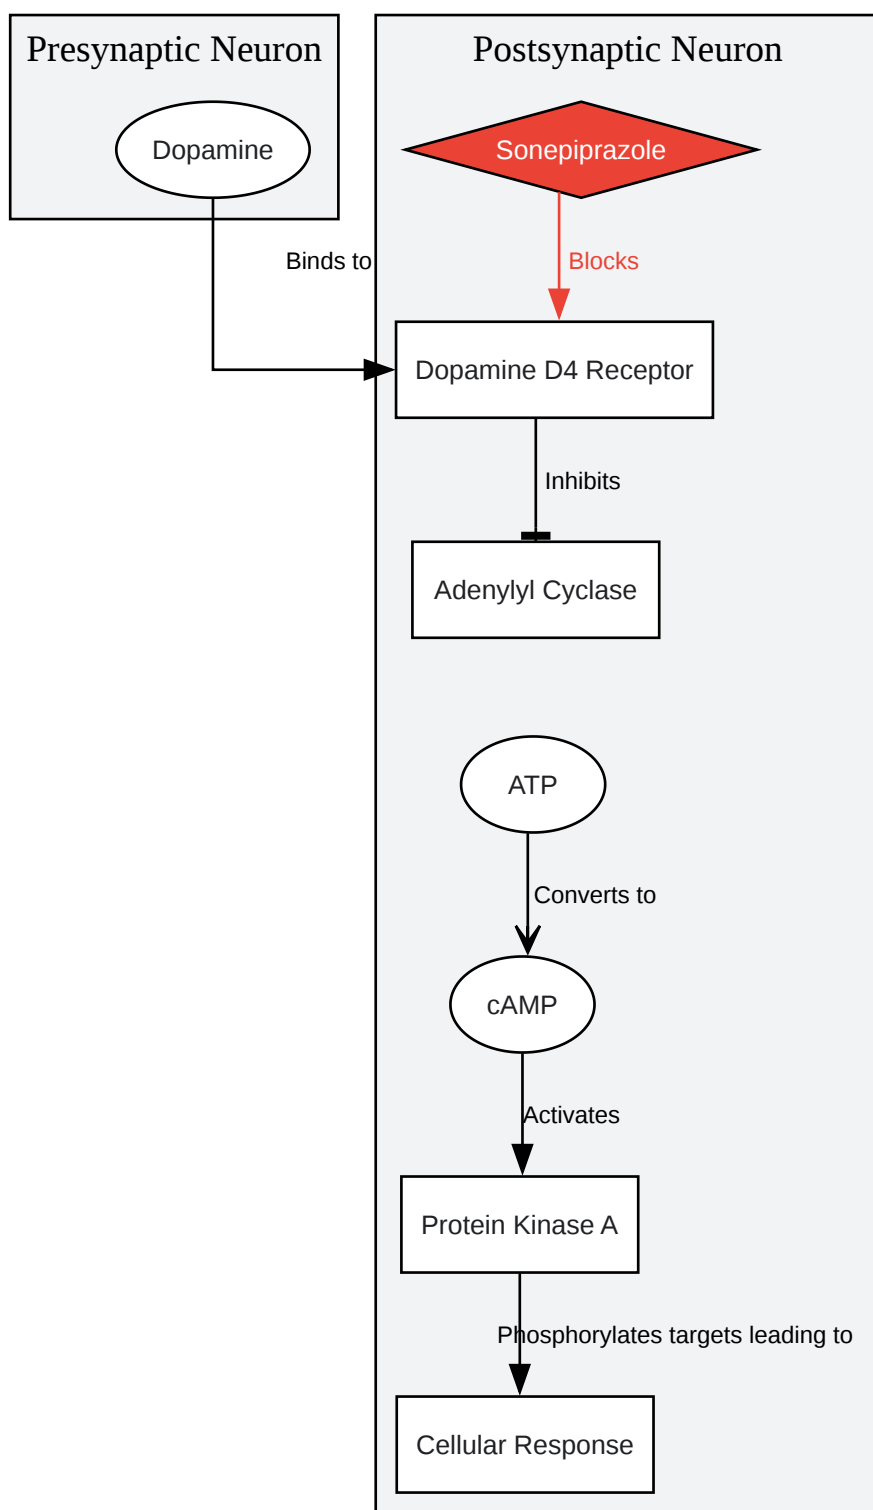 Presynaptic Neuron
Postsynaptic Neuron
Dopamine
Sonepiprazole
Binds to
Blocks
Dopamine D4 Receptor
Inhibits
Adenylyl Cyclase
ATP
Converts to
cAMP
Activates
Protein Kinase A
Phosphorylates targets leading to
Cellular Response